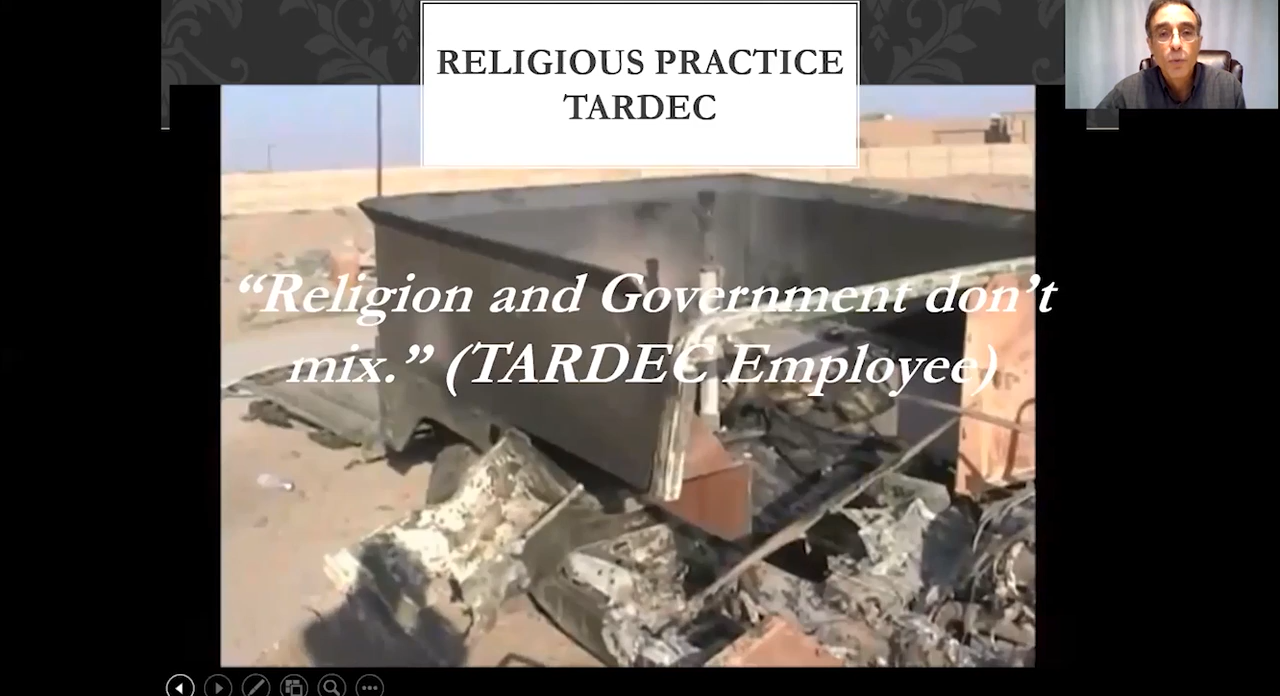 RELIGIOUS PRACTICE
TARDEC
“Religion and Government don’t
mix.” (TARDEC Employee)